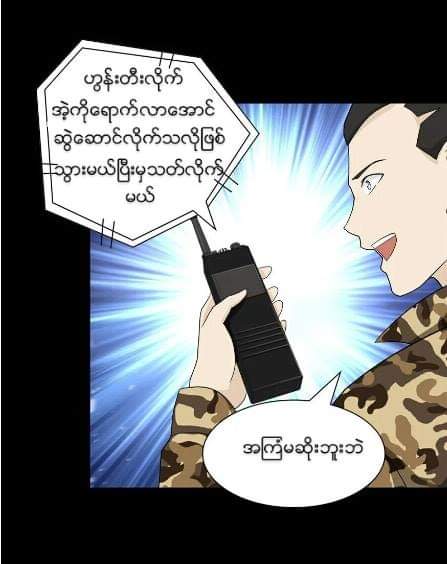 ဟွန်းတီးလိုက်
အဲ့ကိုရောက်လာအောင်
ဆွဲဆောင်လိုက်သလိုဖြစ်
သွားမယ်ပြီးမှသတ်လိုက်
မယ်
အကြံမဆိုးဘူးဘဲ